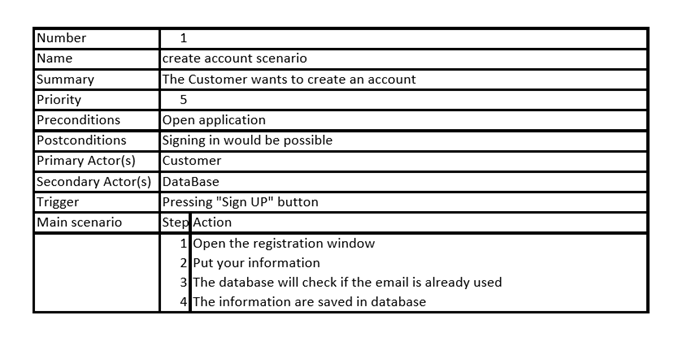 Number 1
Name create account scenario
Summary The Customer wants to create an account
Priority 5
Preconditions Open application
Postconditions Signing in would be possible
Primary Actor(s) Customer
Secondary Actor(s) DataBase
Trigger Pressing "Sign UP" button
Main scenario Step Action
1 Open the registration window
2 Put your information
3 The database will check if the email is already used
4 The information are saved in database